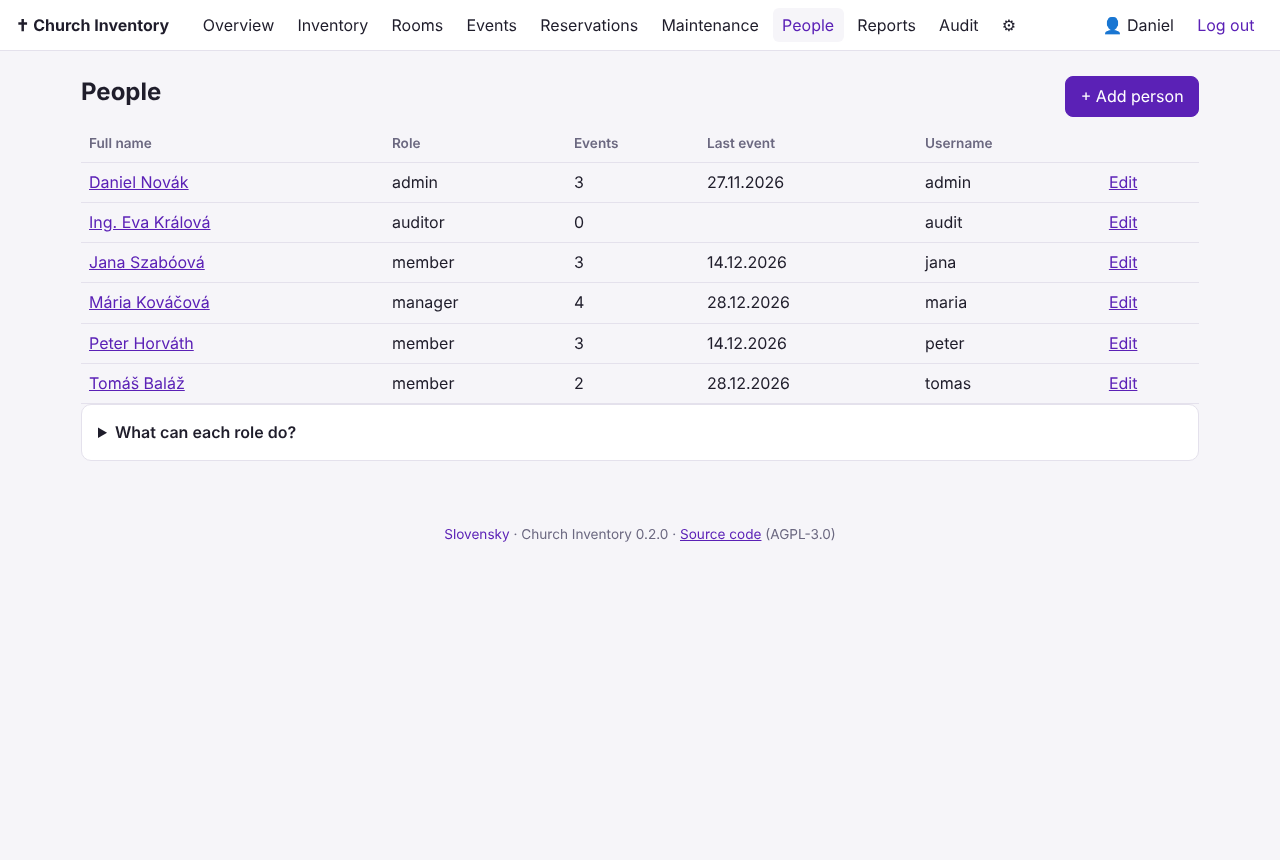 ✝ Church Inventory Overview Inventory Rooms Events Reservations Maintenance People Reports Audit ⚙ 👤 Daniel Log out
People
+ Add person
Full name Role Events Last event Username
Daniel Novák admin 3 27.11.2026 admin Edit
Ing. Eva Králová auditor 0 audit Edit
Jana Szabóová member 3 14.12.2026 jana Edit
Mária Kováčová manager 4 28.12.2026 maria Edit
Peter Horváth member 3 14.12.2026 peter Edit
Tomáš Baláž member 2 28.12.2026 tomas Edit
▶ What can each role do?
Slovensky · Church Inventory 0.2.0 · Source code (AGPL-3.0)